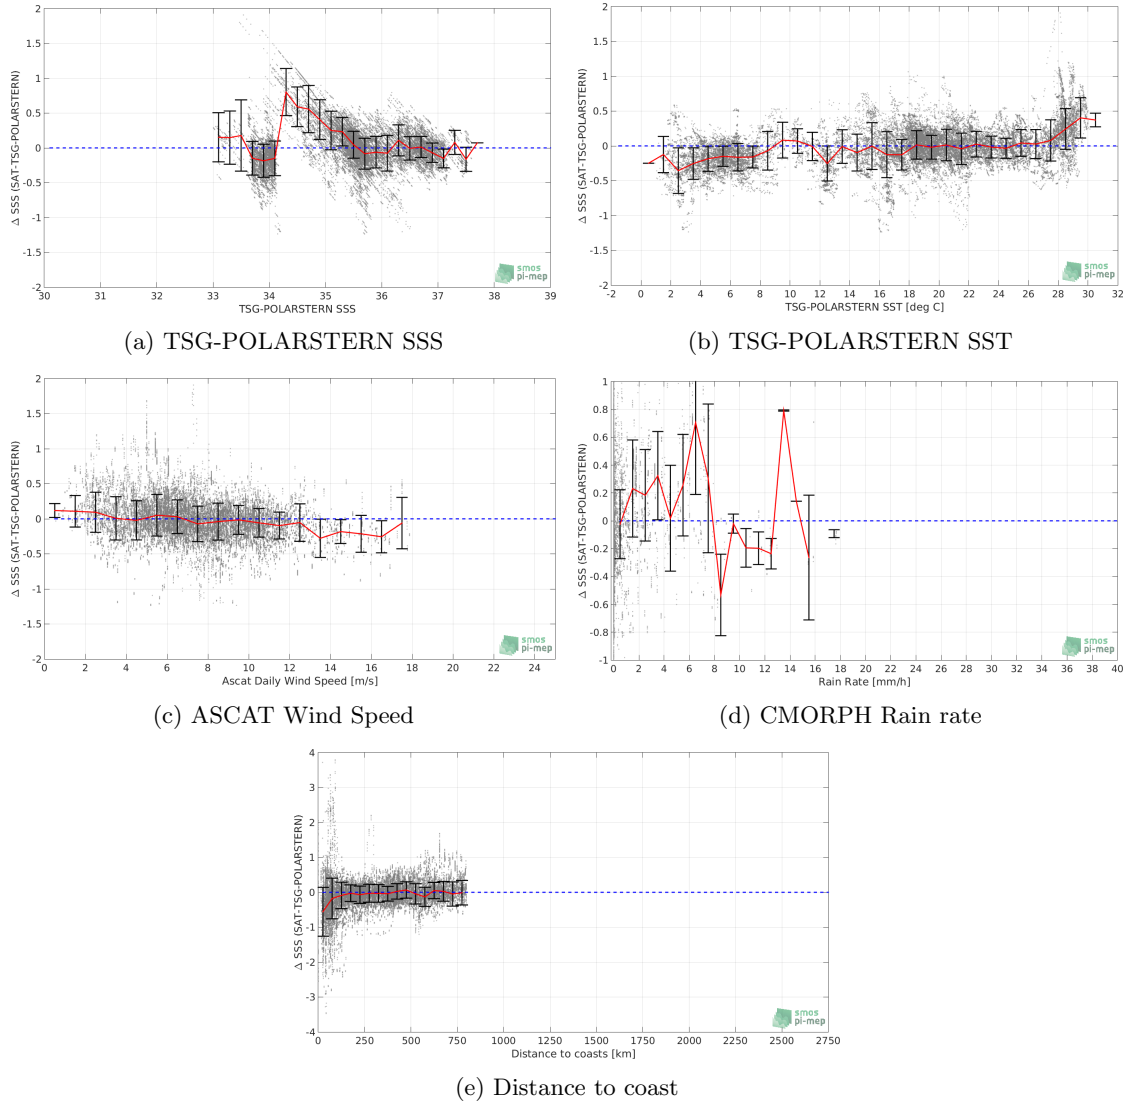 Δ SSS (SAT-TSG-POLARSTERN)
2
1.5
1
0.5
0
-0.5
-1
-1.5
-2
30 31 32 33 34 35 36 37 38 39
TSG-POLARSTERN SSS
smos
pi-mep
(a) TSG-POLARSTERN SSS
Δ SSS (SAT-TSG-POLARSTERN)
2
1.5
1
0.5
0
-0.5
-1
-1.5
-2
-2 0 2 4 6 8 10 12 14 16 18 20 22 24 26 28 30 32
TSG-POLARSTERN SST [deg C]
smos
pi-mep
(b) TSG-POLARSTERN SST
Δ SSS (SAT-TSG-POLARSTERN)
2
1.5
1
0.5
0
-0.5
-1
-1.5
-2
0 2 4 6 8 10 12 14 16 18 20 22 24
Ascat Daily Wind Speed [m/s]
smos
pi-mep
(c) ASCAT Wind Speed
Δ SSS (SAT-TSG-POLARSTERN)
1
0.8
0.6
0.4
0.2
0
-0.2
-0.4
-0.6
-0.8
-1
0 2 4 6 8 10 12 14 16 18 20 22 24 26 28 30 32 34 36 38 40
Rain Rate [mm/h]
smos
pi-mep
(d) CMORPH Rain rate
Δ SSS (SAT-TSG-POLARSTERN)
4
3
2
1
0
-1
-2
-3
-4
0 250 500 750 1000 1250 1500 1750 2000 2250 2500 2750
Distance to coasts [km]
smos
pi-mep
(e) Distance to coast